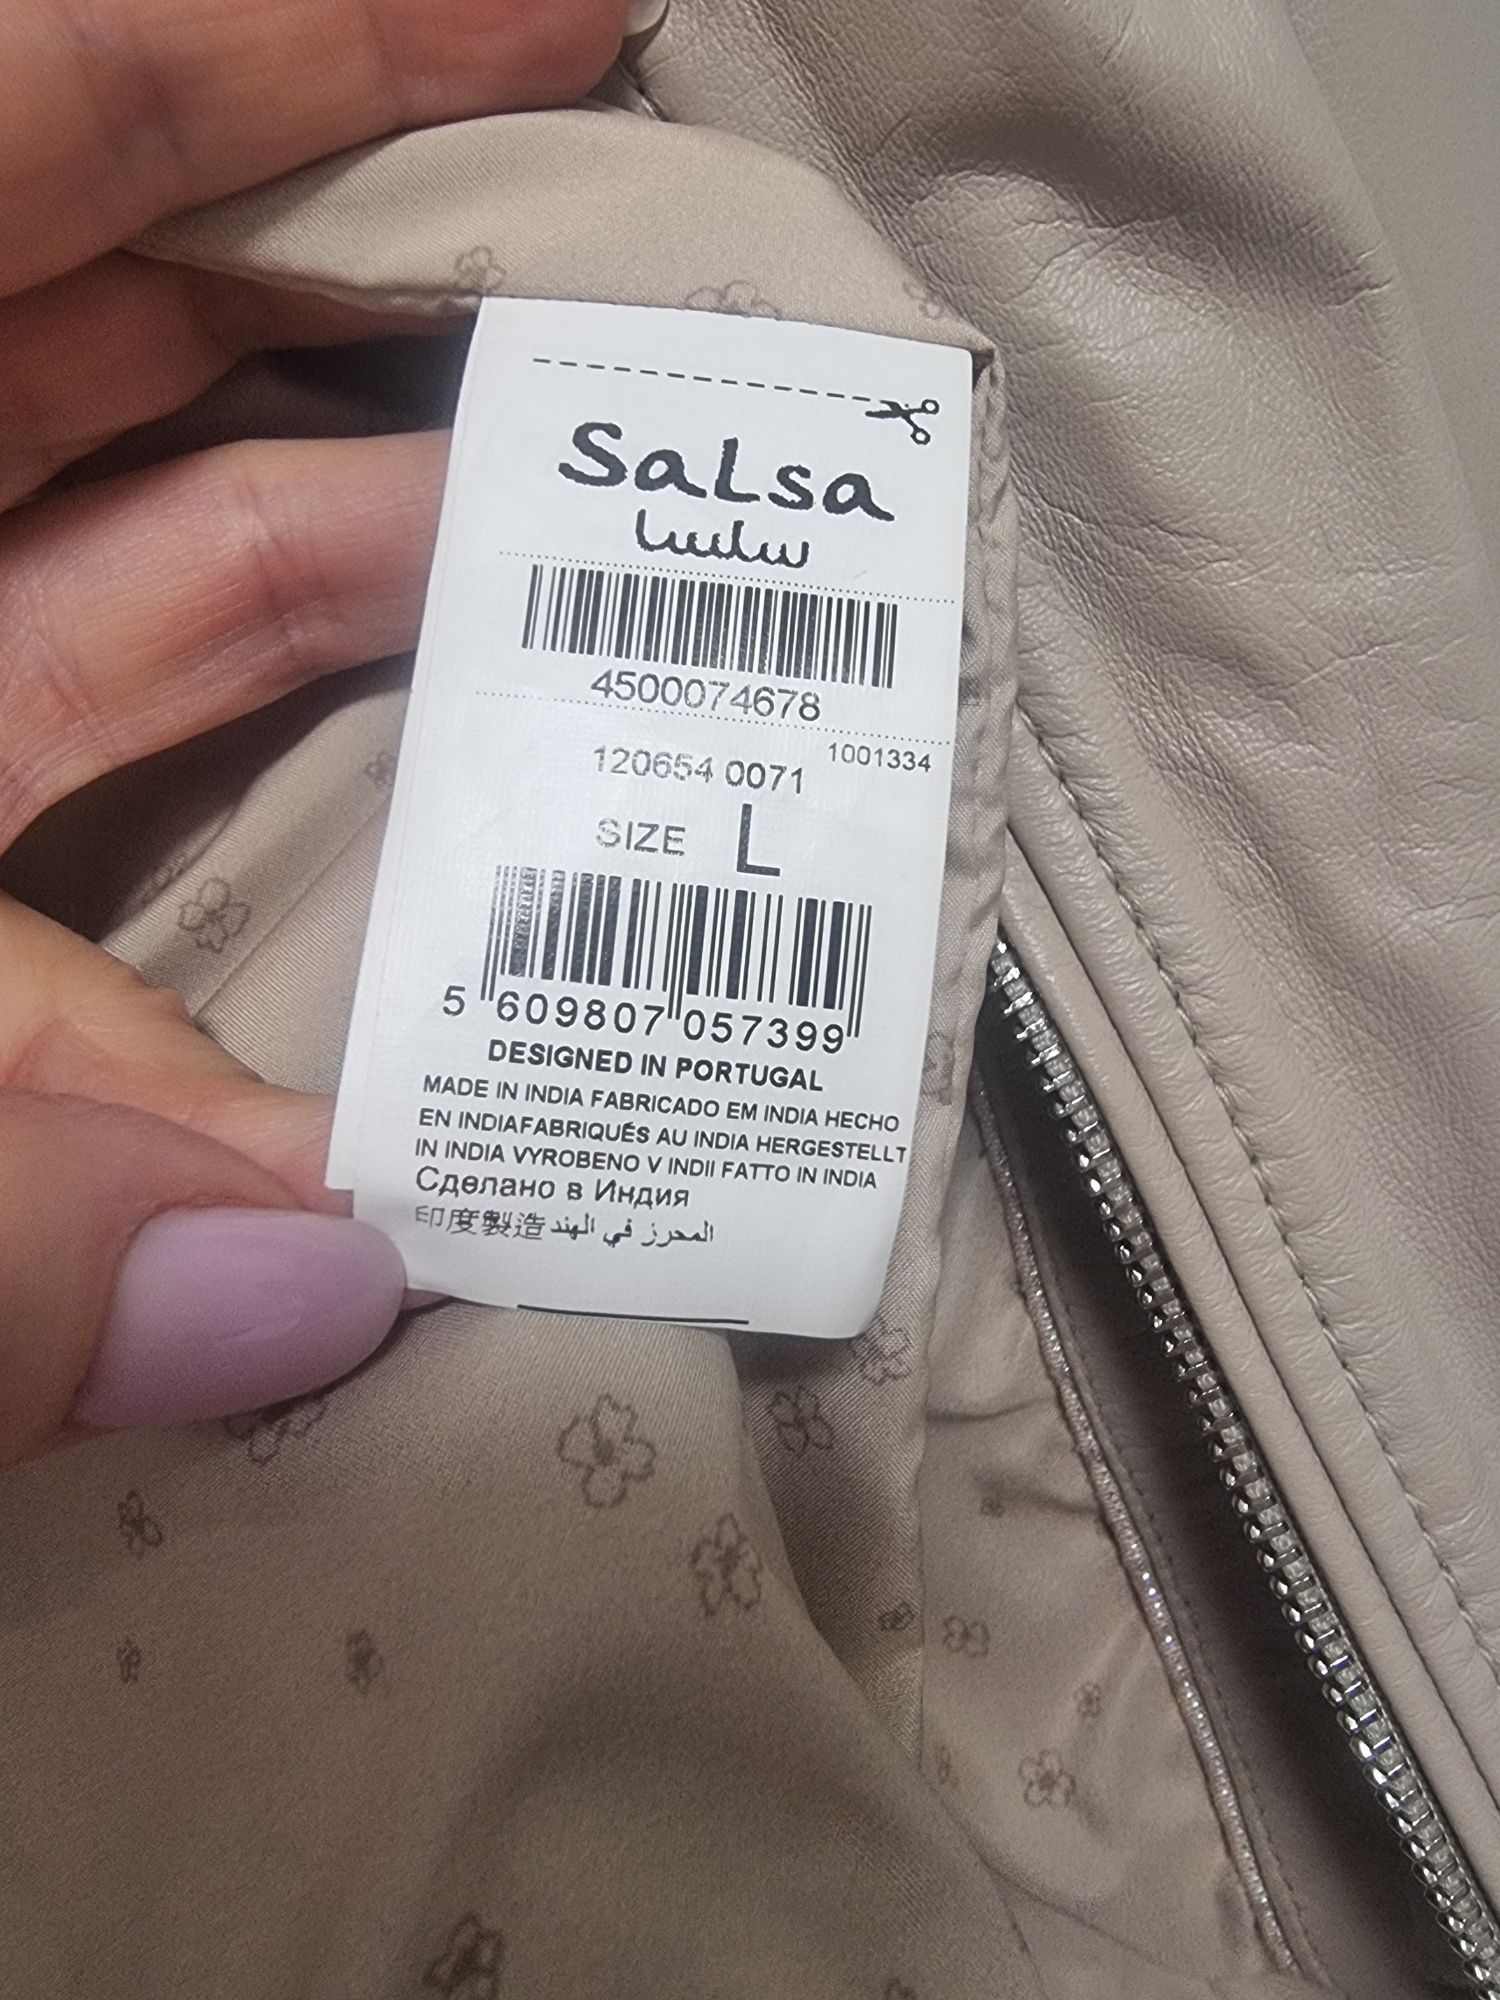 SaLsa
سلسا
4500074678
1001334
120654 0071
SIZE L
5 609807 057399
DESIGNED IN PORTUGAL
MADE IN INDIA FABRICADO EM INDIA HECHO
EN INDIAFABRIQUÉS AU INDIA HERGESTELLT
IN INDIA VYROBENO V INDII FATTO IN INDIA
Сделано в Индия
印度製造 المحرز في الهند